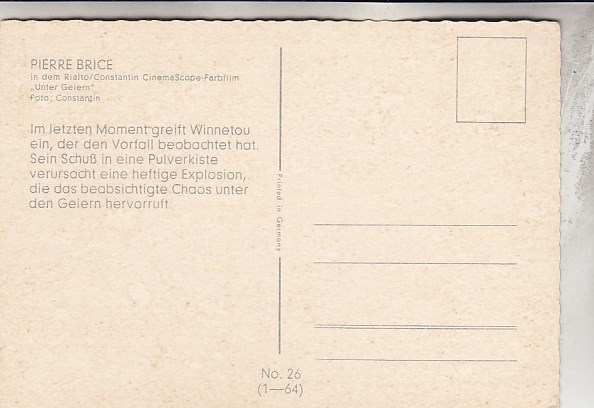 PIERRE BRICE
in dem Rialto/Constantin CinemaScope-Farbfilm
„Unter Geiern"
Foto: Constantin
Im letzten Moment greift Winnetou
ein, der den Vorfall beobachtet hat.
Sein Schuß in eine Pulverkiste
verursacht eine heftige Explosion,
die das beabsichtigte Chaos unter
den Geiern hervorruft
Printed in Germany
No. 26
(1—64)